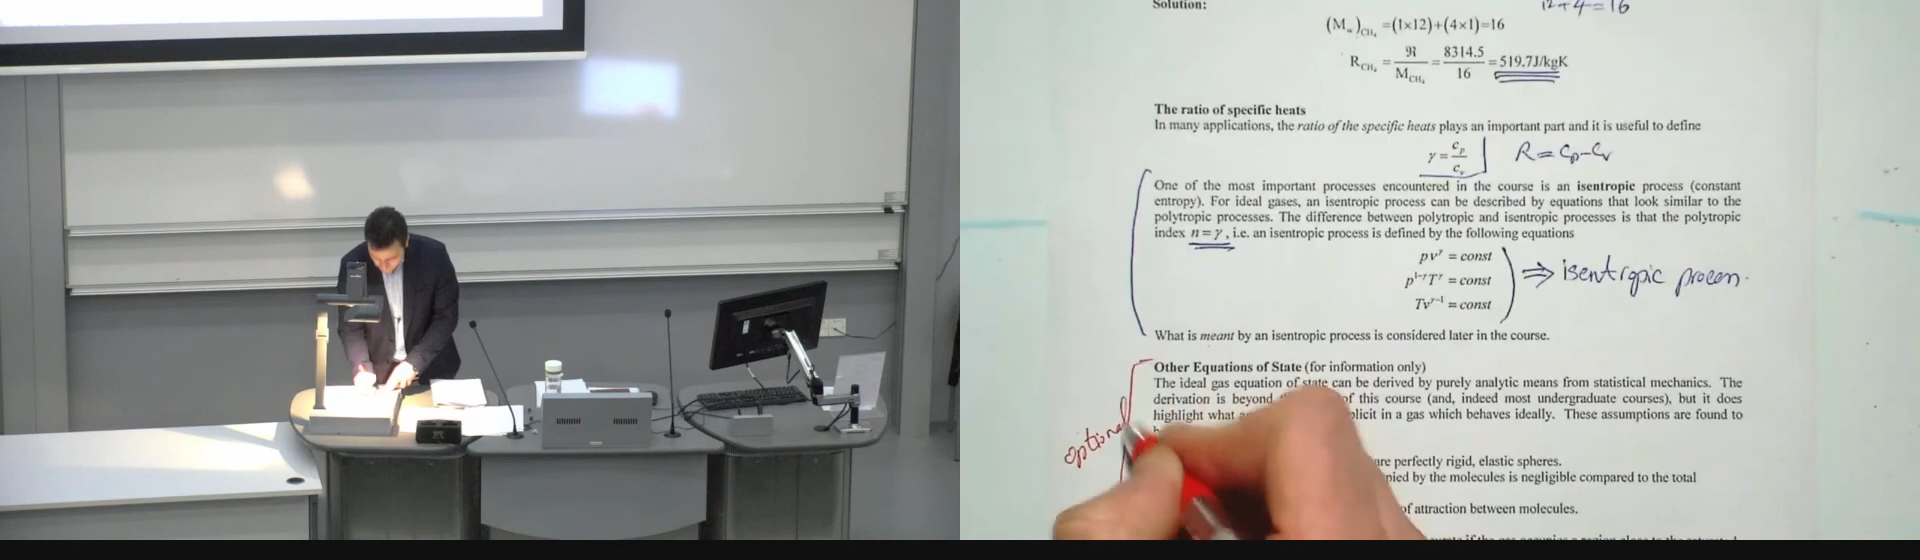 Solution:
12+4=16
(Mw)CH₄ =(1×12)+(4×1)=16
R_CH₄ = ℜ/M_CH₄ = 8314.5/16 = 519.7J/kgK
The ratio of specific heats
In many applications, the ratio of the specific heats plays an important part and it is useful to define
γ = c_p/c_v R = Cp-Cv
One of the most important processes encountered in the course is an isentropic process (constant
entropy). For ideal gases, an isentropic process can be described by equations that look similar to the
polytropic processes. The difference between polytropic and isentropic processes is that the polytropic
index n = γ , i.e. an isentropic process is defined by the following equations
pv^γ = const
p^1-γ T^γ = const ⇒ isentropic process.
Tv^γ-1 = const
What is meant by an isentropic process is considered later in the course.
Other Equations of State (for information only)
The ideal gas equation of state can be derived by purely analytic means from statistical mechanics. The
derivation is beyond of this course (and, indeed most undergraduate courses), but it does
highlight what plicit in a gas which behaves ideally. These assumptions are found to
optional
are perfectly rigid, elastic spheres.
pied by the molecules is negligible compared to the total
of attraction between molecules.